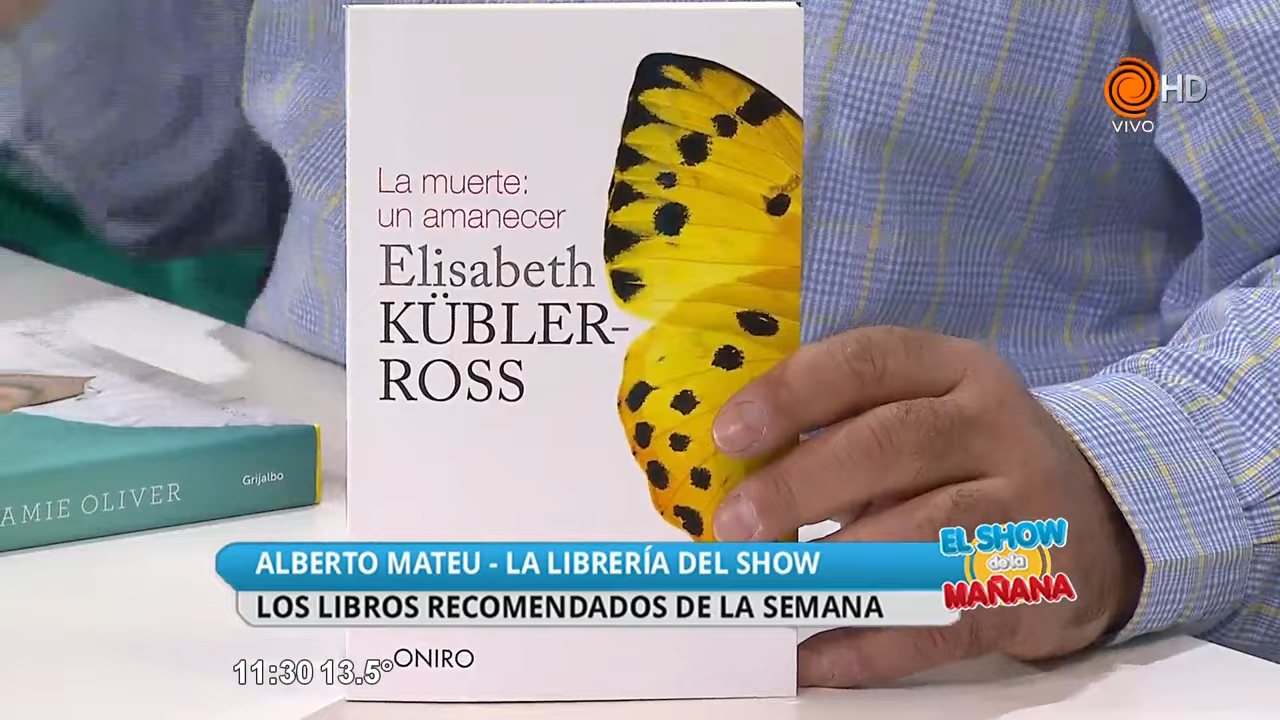 La muerte:
un amanecer
Elisabeth
KÜBLER-
ROSS
HD
VIVO
Grijalbo
AMIE OLIVER
ALBERTO MATEU - LA LIBRERÍA DEL SHOW
LOS LIBROS RECOMENDADOS DE LA SEMANA
EL SHOW
de la
MAÑANA
11:30 13.5°
ONIRO